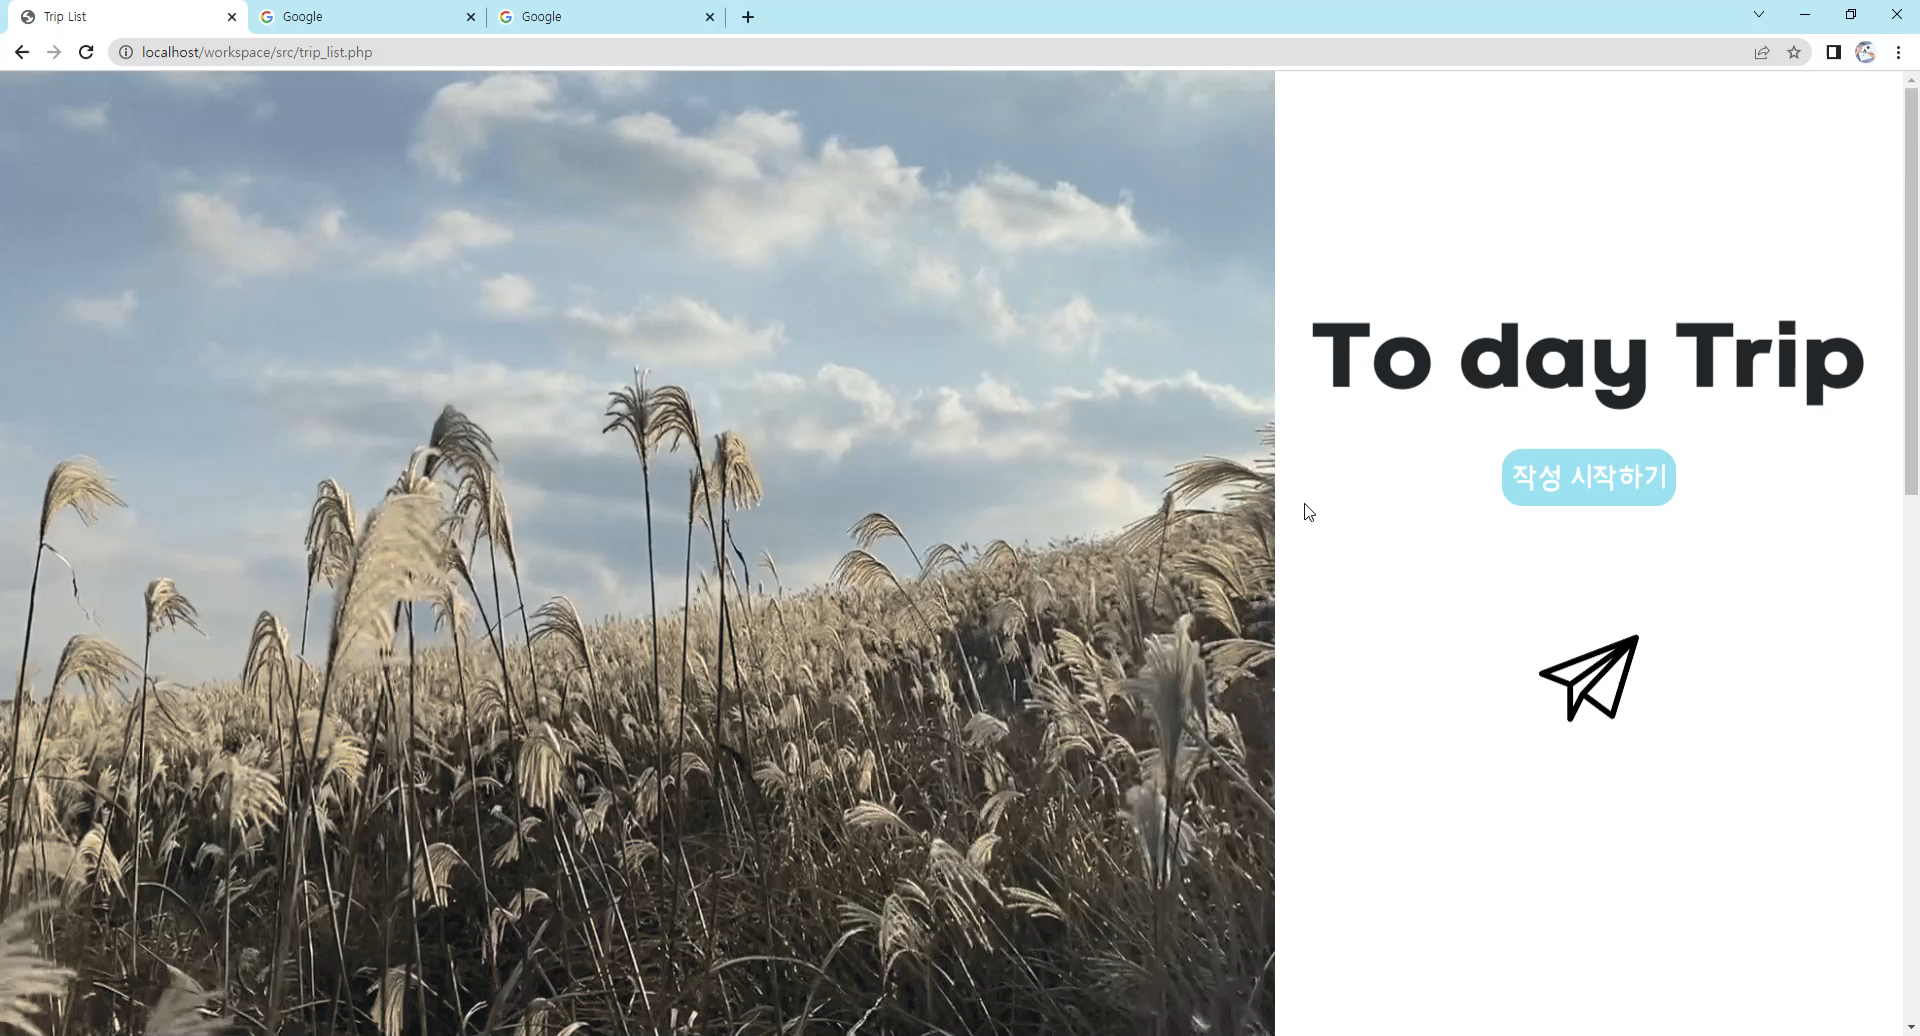 Trip List
Google
Google
localhost/workspace/src/trip_list.php
To day Trip
작성 시작하기